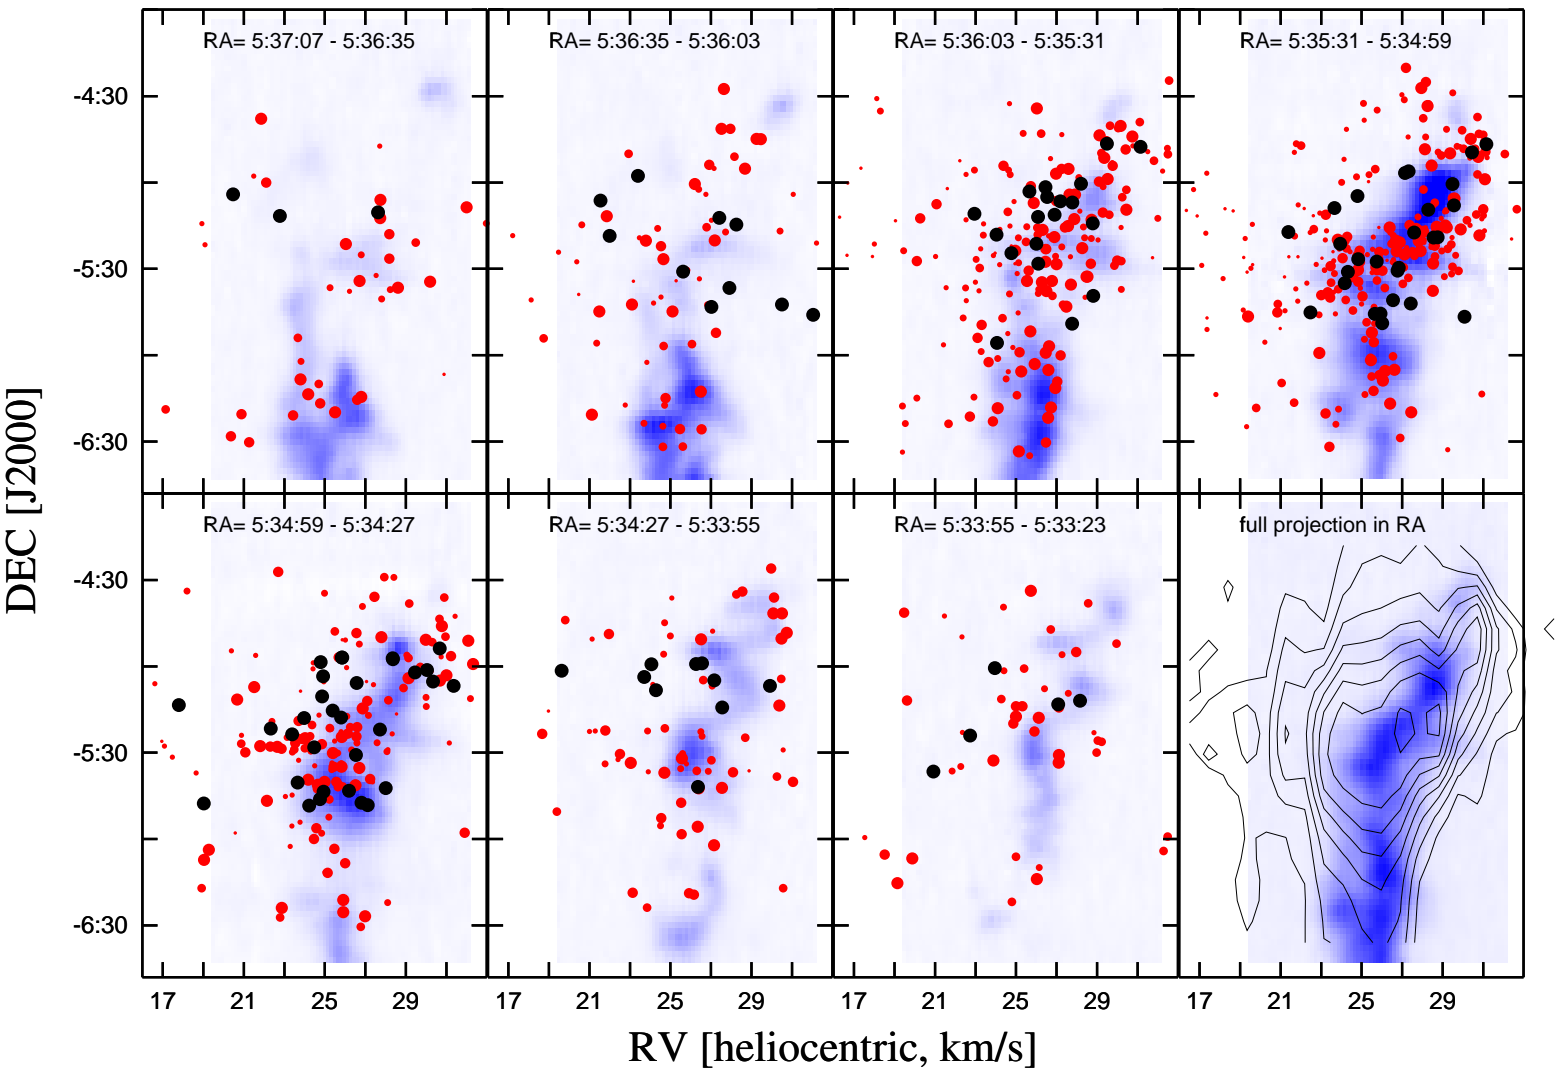 RA= 5:37:07 - 5:36:35
RA= 5:36:35 - 5:36:03
RA= 5:36:03 - 5:35:31
RA= 5:35:31 - 5:34:59
-4:30
-5:30
-6:30
DEC [J2000]
RA= 5:34:59 - 5:34:27
RA= 5:34:27 - 5:33:55
RA= 5:33:55 - 5:33:23
full projection in RA
-4:30
-5:30
-6:30
17 21 25 29 17 21 25 29 17 21 25 29 17 21 25 29
RV [heliocentric, km/s]